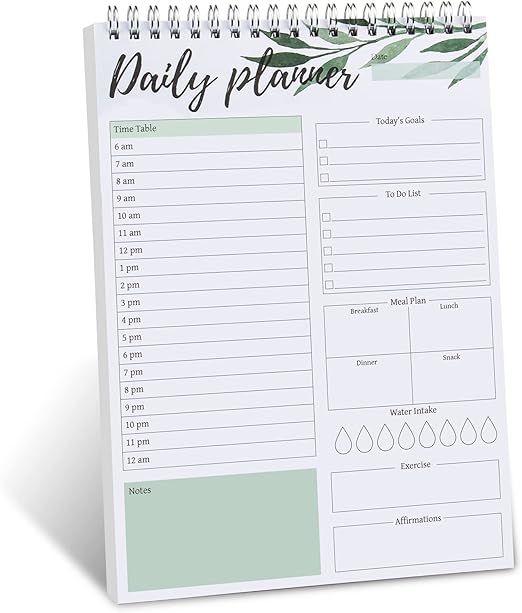 Daily planner
Date
Time Table
6 am
7 am
8 am
9 am
10 am
11 am
12 pm
1 pm
2 pm
3 pm
4 pm
5 pm
6 pm
7 pm
8 pm
9 pm
10 pm
11 pm
12 am
Notes
Today's Goals
To Do List
Meal Plan
Breakfast
Lunch
Dinner
Snack
Water Intake
Exercise
Affirmations